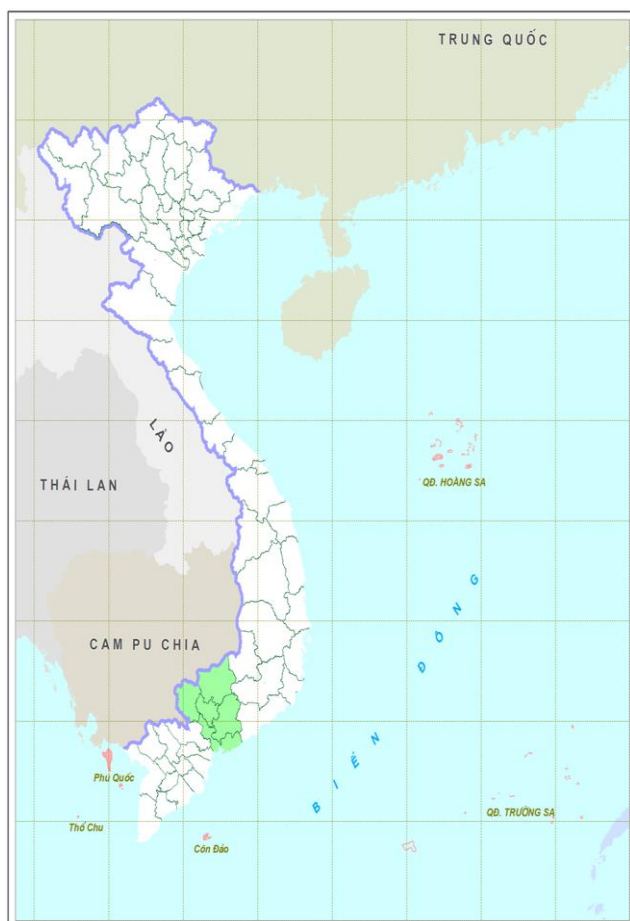 TRUNG QUỐC
LÀO
THÁI LAN
QĐ. HOÀNG SA
CAM PU CHIA
BIỂN ĐÔNG
Phú Quốc
QĐ. TRƯỜNG SA
Thổ Chu
Côn Đảo